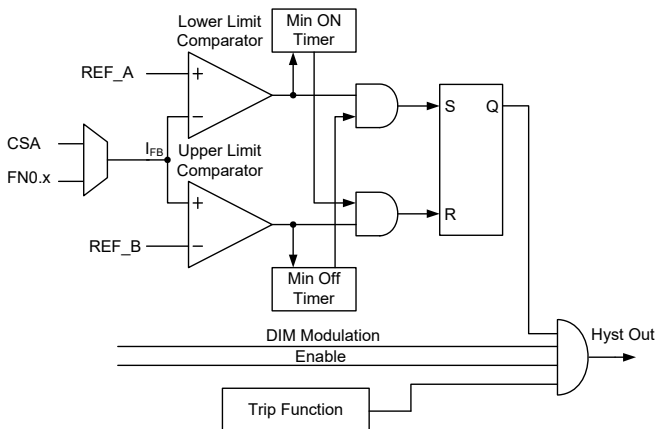 Lower Limit
Comparator
Min ON
Timer
REF_A
+
−
S
Q
CSA
FN0.x
IFB
Upper Limit
Comparator
+
−
R
REF_B
Min Off
Timer
DIM Modulation
Enable
Hyst Out
Trip Function